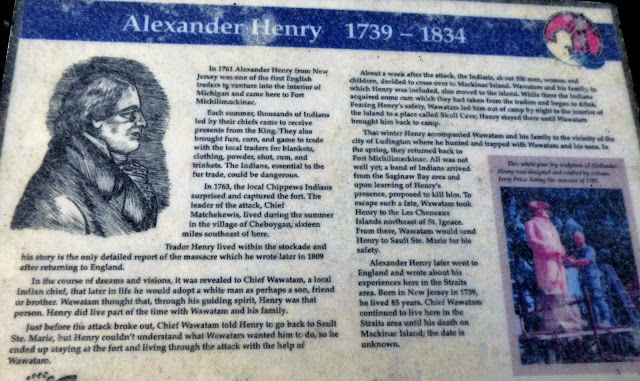 Alexander Henry 1739 – 1834
In 1761 Alexander Henry from New
Jersey was one of the first English
traders to venture into the interior of
Michigan and came here to Fort
Michilimackinac.
Each summer, thousands of Indians
led by their chiefs came to receive
presents from the King. They also
brought furs, corn, and game to trade
with the local traders for blankets,
clothing, powder, shot, rum, and
trinkets. The Indians, essential to the
fur trade, could be dangerous.
In 1763, the local Chippewa Indians
surprised and captured the fort. The
leader of the attack, Chief
Matchekewis, lived during the summer
in the village of Cheboygan, sixteen
miles southeast of here.
Trader Henry lived within the stockade and
his story is the only detailed report of the massacre which he wrote later in 1809
after returning to England.
In the course of dreams and visions, it was revealed to Chief Wawatam, a local
Indian chief, that later in life he would adopt a white man as perhaps a son, friend
or brother. Wawatam thought that, through his guiding spirit, Henry was that
person. Henry did live part of the time with Wawatam and his family.
Just before the attack broke out, Chief Wawatam told Henry to go back to Sault
Ste. Marie, but Henry couldn't understand what Wawatam wanted him to do, so he
ended up staying at the fort and living through the attack with the help of
Wawatam.
About a week after the attack, the Indians, about 350 men, women, and
children, decided to cross over to Mackinac Island. Wawatam and his family, in
which Henry was included, also moved to the island. While there the Indians
acquired some rum which they had taken from the traders and began to drink.
Fearing Henry's safety, Wawatam led him out of camp by night to the interior of
the island to a place called Skull Cave; Henry stayed there until Wawatam
brought him back to camp.
That winter Henry accompanied Wawatam and his family to the vicinity of the
city of Ludington where he hunted and trapped with Wawatam and his sons. In
the spring, they returned back to
Fort Michilimackinac. All was not
well yet; a band of Indians arrived
from the Saginaw Bay area and
upon learning of Henry's
presence, proposed to kill him. To
escape such a fate, Wawatam took
Henry to the Les Cheneaux
Islands northeast of St. Ignace.
From there, Wawatam would send
Henry to Sault Ste. Marie for his
safety.
Alexander Henry later went to
England and wrote about his
experiences here in the Straits
area. Born in New Jersey in 1739,
he lived 85 years. Chief Wawatam
continued to live here in the
Straits area until his death on
Mackinac Island; the date is
unknown.
This white pine log sculpture of Alexander
Henry was designed and crafted by artisan
Jerry Prior during the summer of